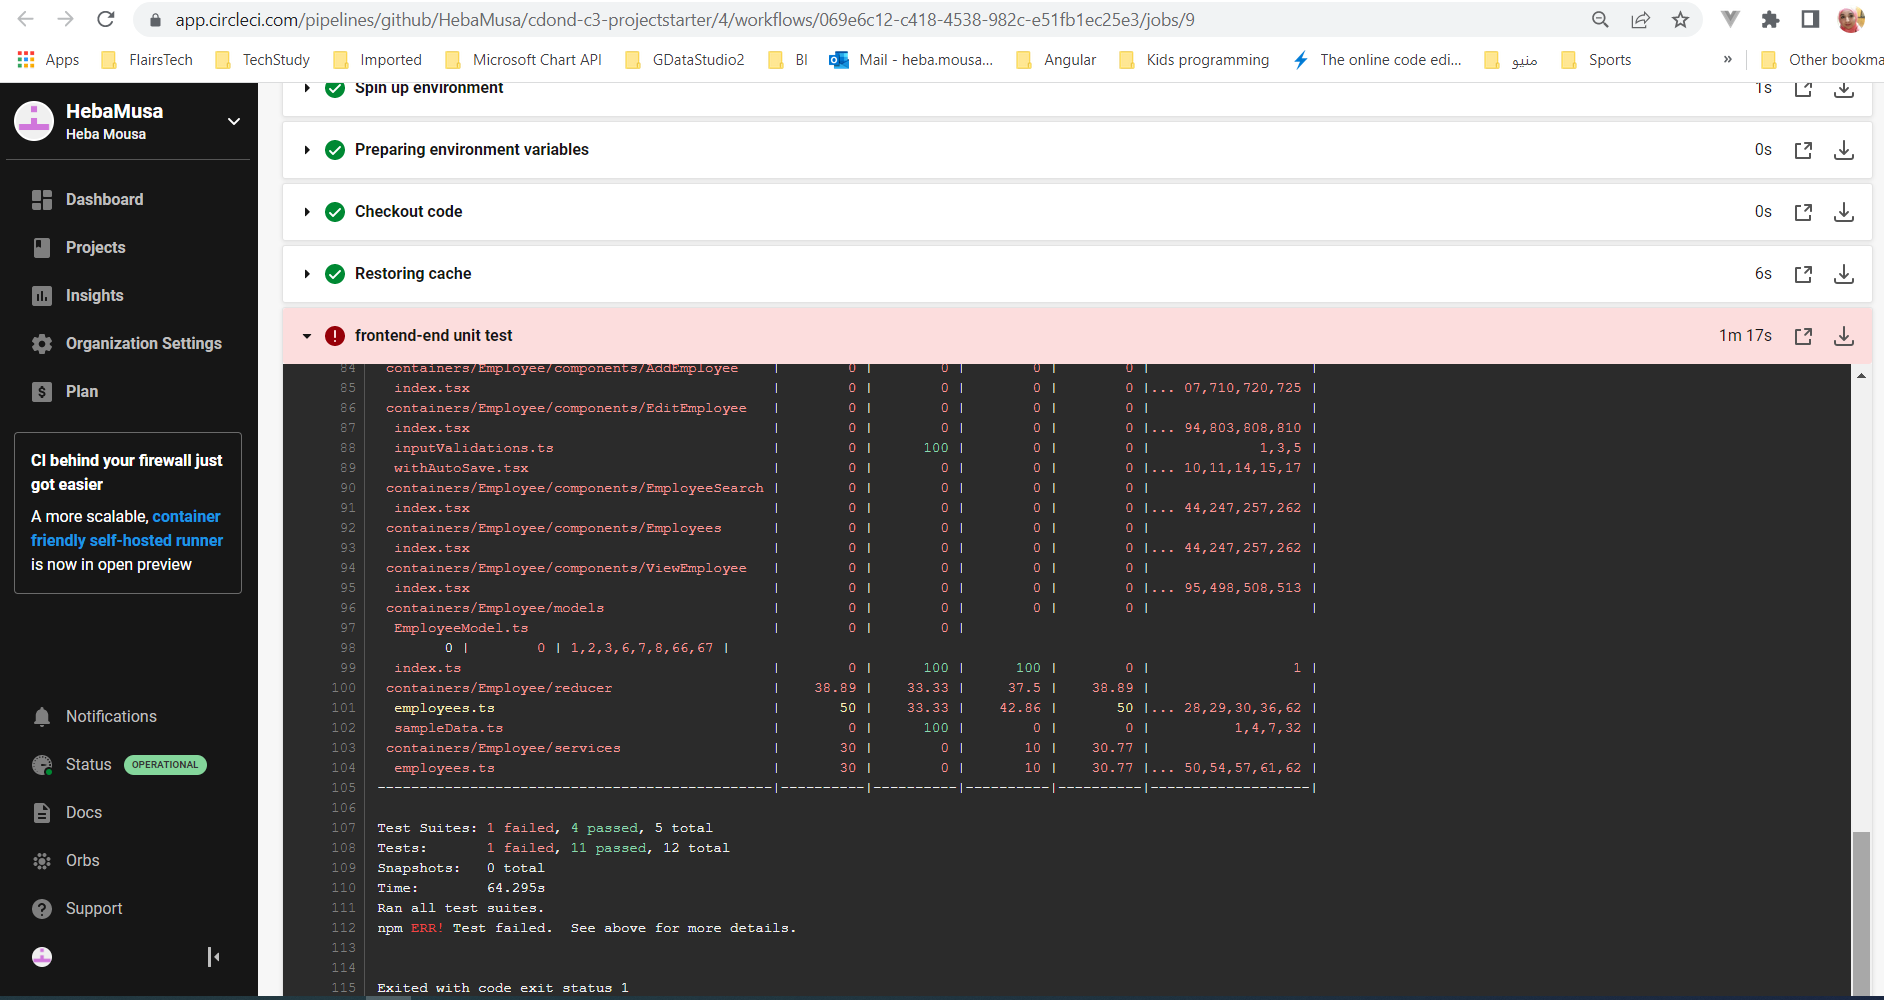 app.circleci.com/pipelines/github/HebaMusa/cdond-c3-projectstarter/4/workflows/069e6c12-c418-4538-982c-e51fb1ec25e3/jobs/9
Apps FlairsTech TechStudy Imported Microsoft Chart API GDataStudio2 BI Mail - heba.mousa... Angular Kids programming The online code edi... منيو Sports » Other bookma
HebaMusa
Heba Mousa
Dashboard
Projects
Insights
Organization Settings
Plan
CI behind your firewall just
got easier
A more scalable, container
friendly self-hosted runner
is now in open preview
Notifications
Status OPERATIONAL
Docs
Orbs
Support
Spin up environment 1s
Preparing environment variables 0s
Checkout code 0s
Restoring cache 6s
frontend-end unit test 1m 17s
84 containers/Employee/components/AddEmployee | 0 | 0 | 0 | 0 | |
85 index.tsx | 0 | 0 | 0 | 0 |... 07,710,720,725 |
86 containers/Employee/components/EditEmployee | 0 | 0 | 0 | 0 | |
87 index.tsx | 0 | 0 | 0 | 0 |... 94,803,808,810 |
88 inputValidations.ts | 0 | 100 | 0 | 0 | 1,3,5 |
89 withAutoSave.tsx | 0 | 0 | 0 | 0 |... 10,11,14,15,17 |
90 containers/Employee/components/EmployeeSearch | 0 | 0 | 0 | 0 | |
91 index.tsx | 0 | 0 | 0 | 0 |... 44,247,257,262 |
92 containers/Employee/components/Employees | 0 | 0 | 0 | 0 | |
93 index.tsx | 0 | 0 | 0 | 0 |... 44,247,257,262 |
94 containers/Employee/components/ViewEmployee | 0 | 0 | 0 | 0 | |
95 index.tsx | 0 | 0 | 0 | 0 |... 95,498,508,513 |
96 containers/Employee/models | 0 | 0 | 0 | 0 | |
97 EmployeeModel.ts | 0 | 0 |
98 0 | 0 | 1,2,3,6,7,8,66,67 |
99 index.ts | 0 | 100 | 100 | 0 | 1 |
100 containers/Employee/reducer | 38.89 | 33.33 | 37.5 | 38.89 | |
101 employees.ts | 50 | 33.33 | 42.86 | 50 |... 28,29,30,36,62 |
102 sampleData.ts | 0 | 100 | 0 | 0 | 1,4,7,32 |
103 containers/Employee/services | 30 | 0 | 10 | 30.77 | |
104 employees.ts | 30 | 0 | 10 | 30.77 |... 50,54,57,61,62 |
105 -----------------------------------------------|----------|----------|----------|----------|-------------------|
106
107 Test Suites: 1 failed, 4 passed, 5 total
108 Tests: 1 failed, 11 passed, 12 total
109 Snapshots: 0 total
110 Time: 64.295s
111 Ran all test suites.
112 npm ERR! Test failed. See above for more details.
113
114
115 Exited with code exit status 1